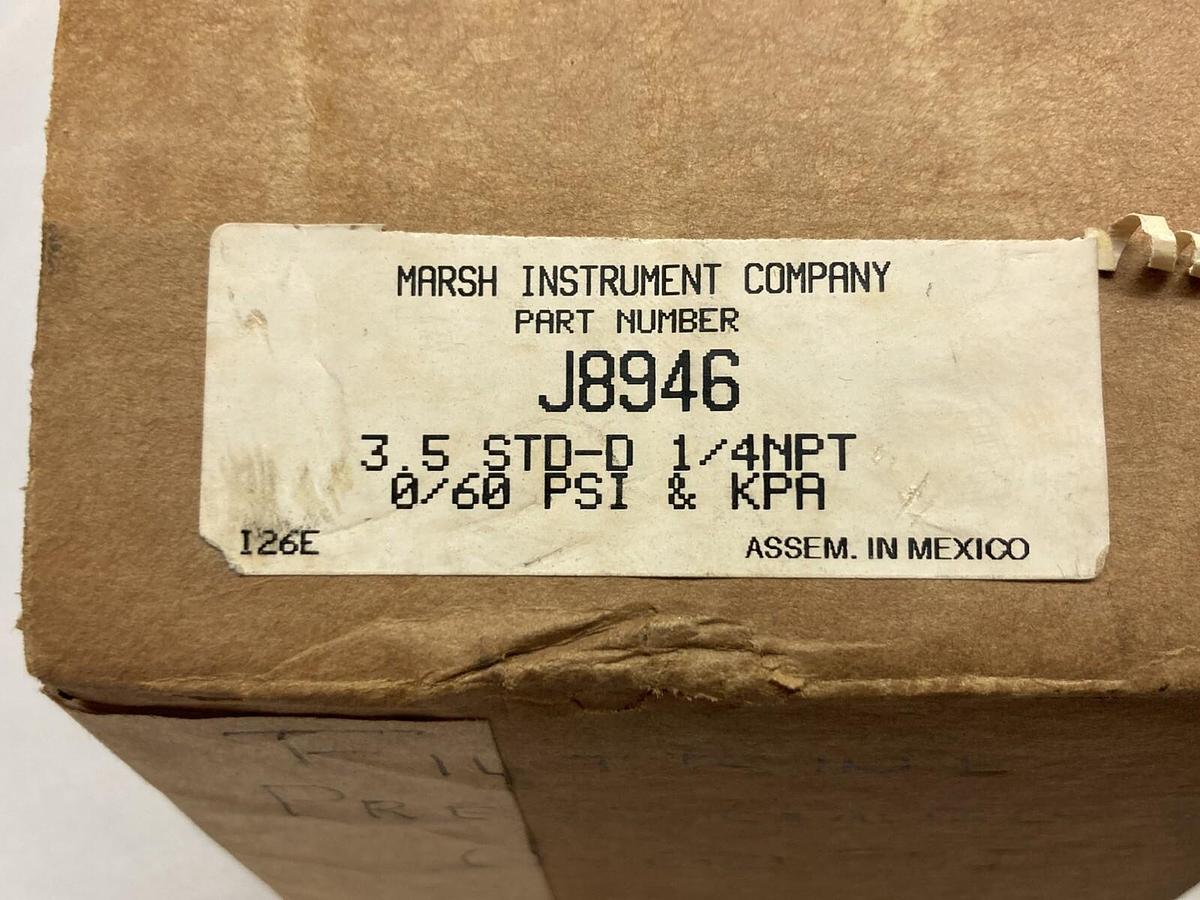 MARSH INSTRUMENT COMPANY
PART NUMBER
J8946
3.5 STD-D 1/4NPT
0/60 PSI & KPA
I26E
ASSEM. IN MEXICO